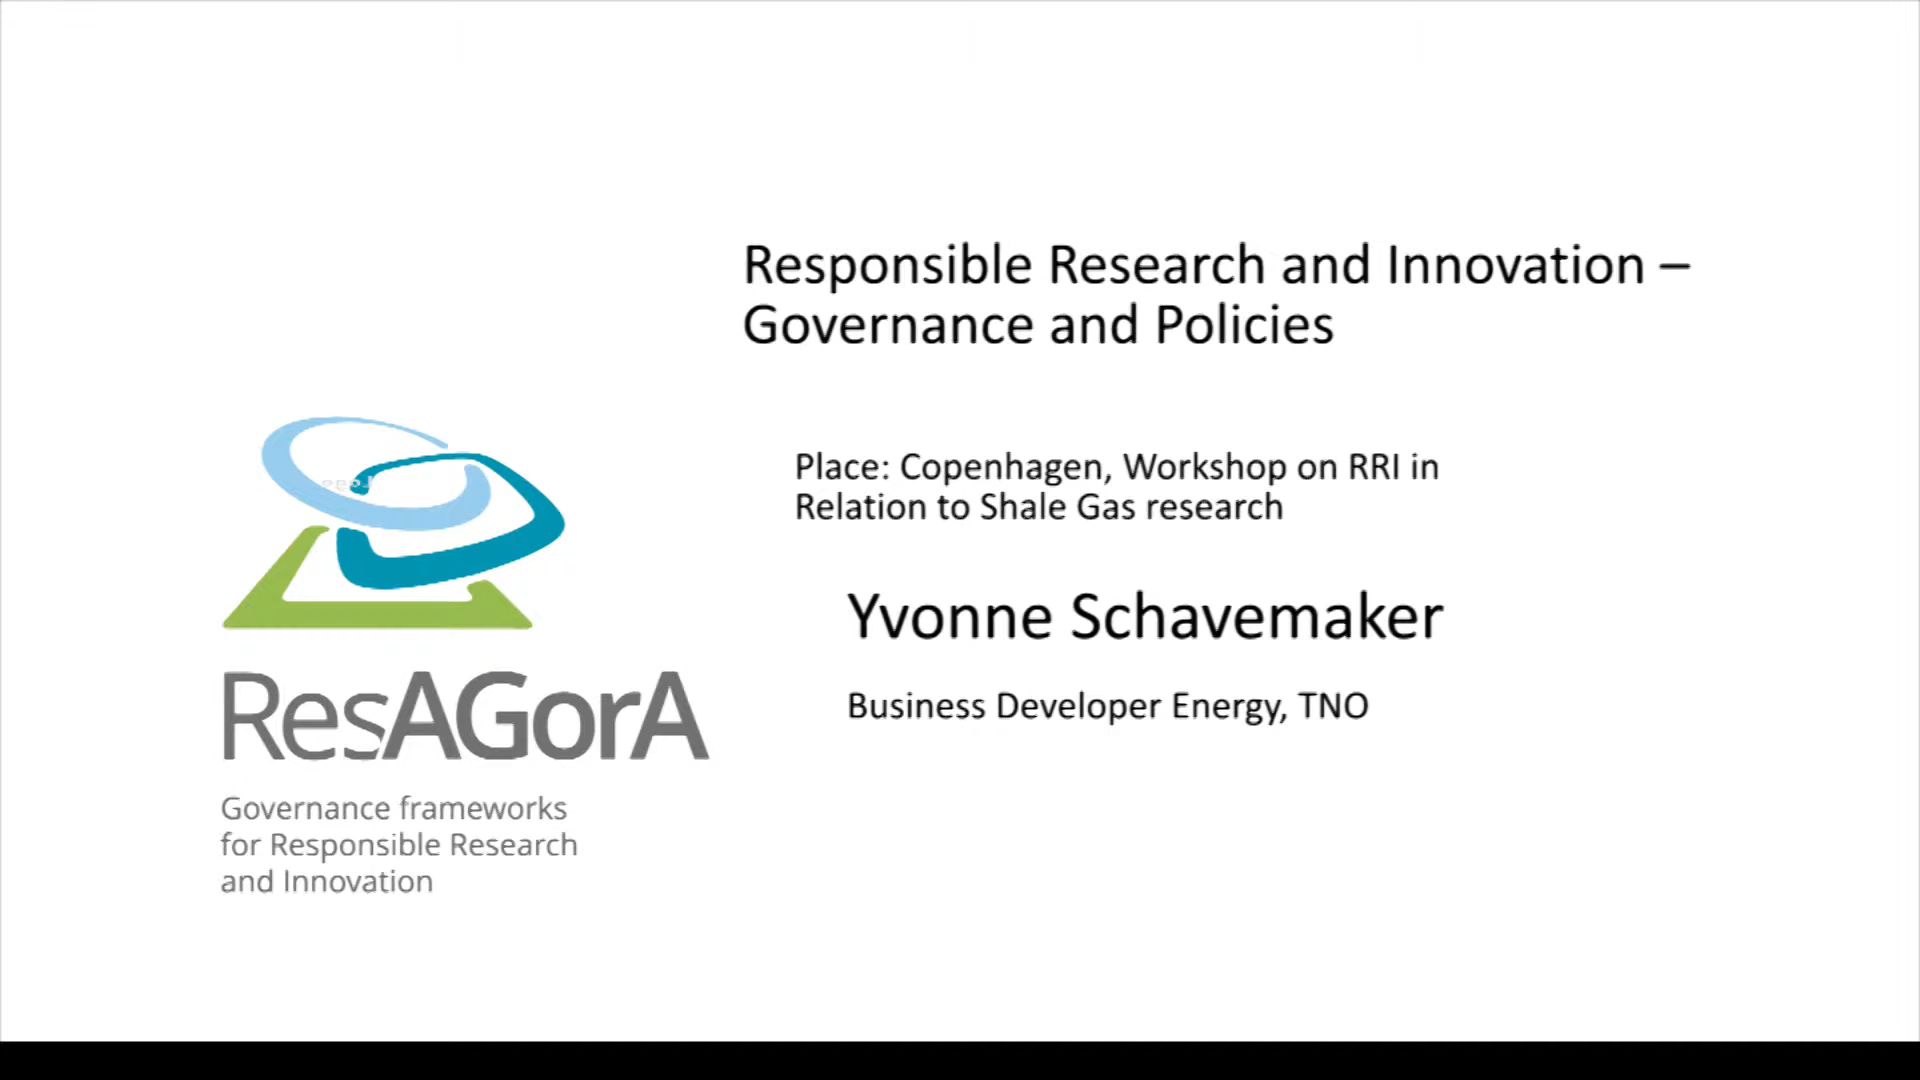 Responsible Research and Innovation –
Governance and Policies
Place: Copenhagen, Workshop on RRI in
Relation to Shale Gas research
Yvonne Schavemaker
Business Developer Energy, TNO
ResAGorA
Governance frameworks
for Responsible Research
and Innovation